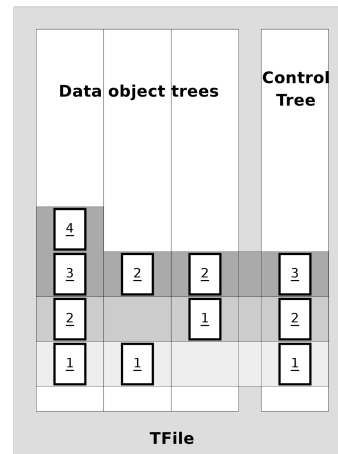 Data object trees
Control
Tree
4
3 2 2 3
2 1 2
1 1 1
TFile